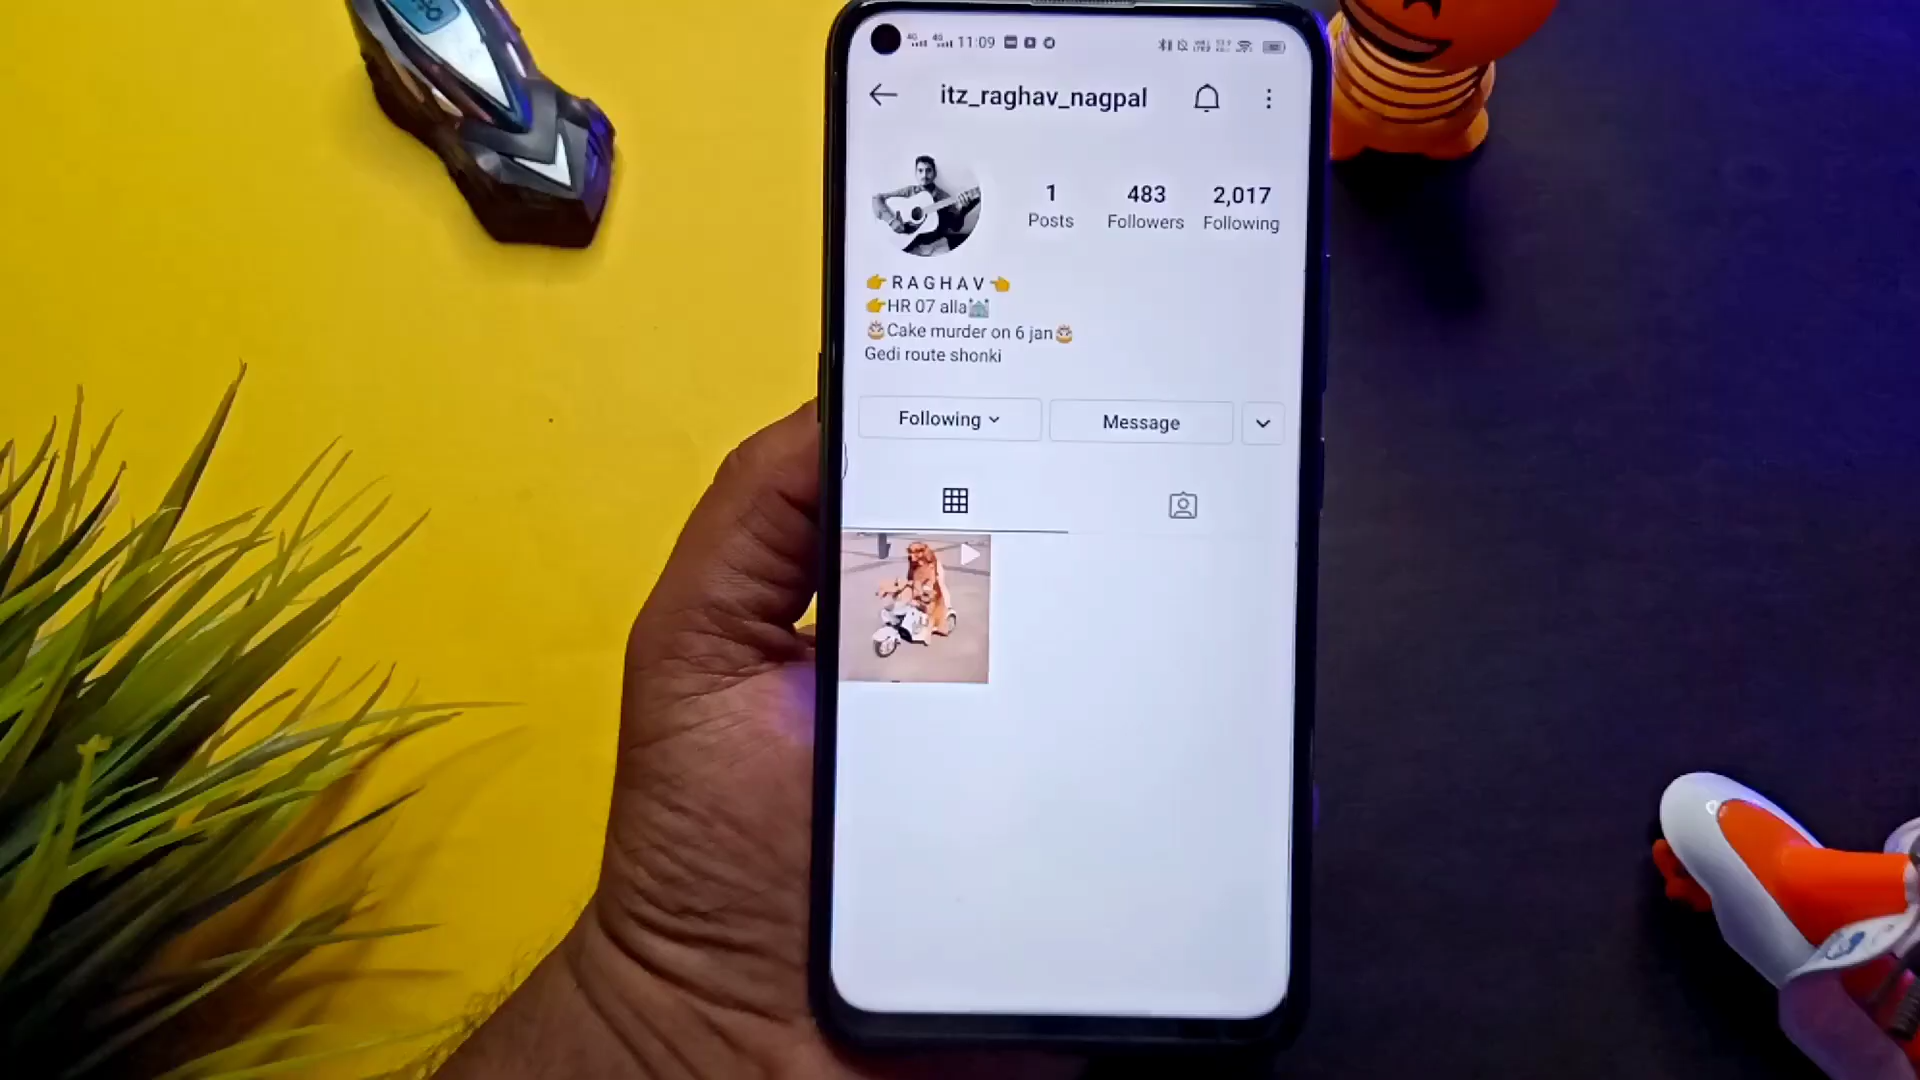 11:09
itz_raghav_nagpal
1 483 2,017
Posts Followers Following
👉 R A G H A V 👈
👉HR 07 alla🕌
🎂Cake murder on 6 jan🎂
Gedi route shonki
Following Message